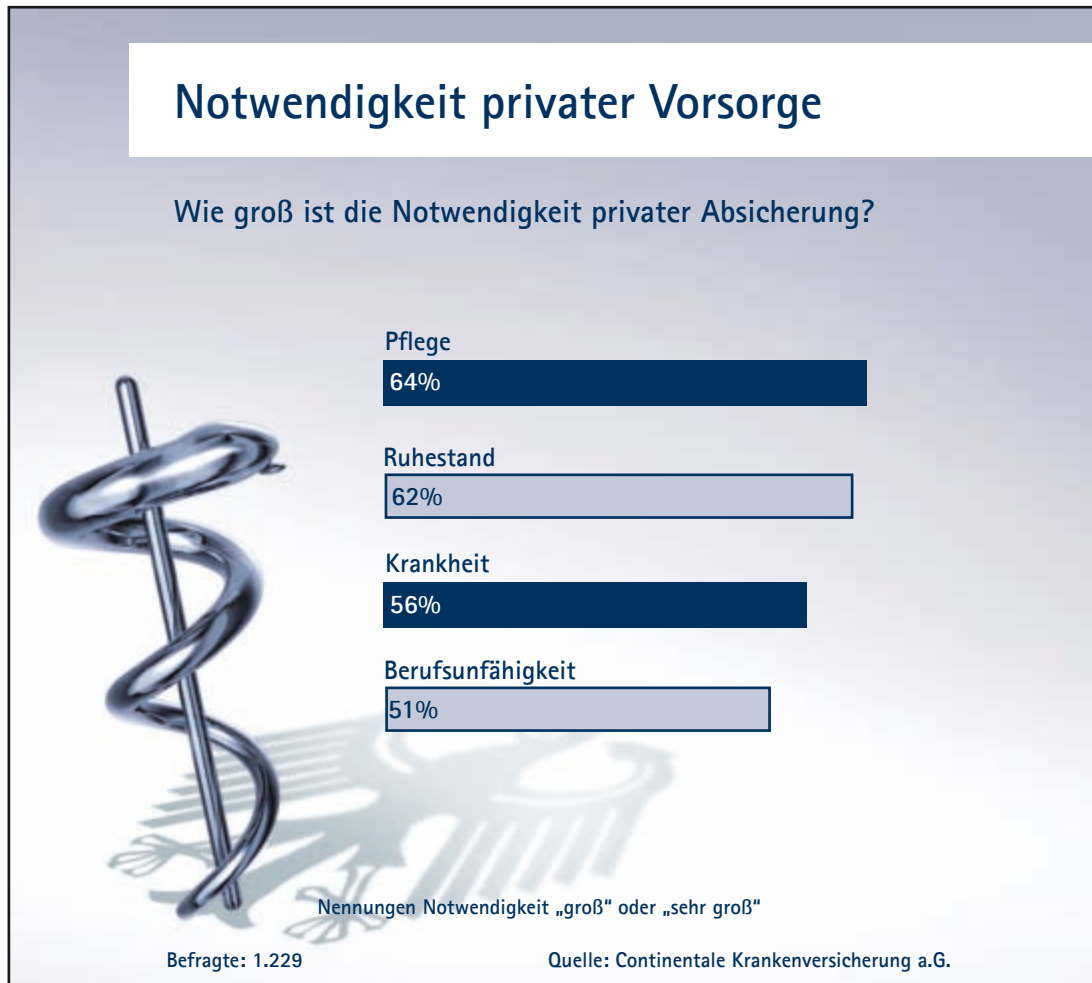 Notwendigkeit privater Vorsorge
Wie groß ist die Notwendigkeit privater Absicherung?
Pflege
64%
Ruhestand
62%
Krankheit
56%
Berufsunfähigkeit
51%
Nennungen Notwendigkeit „groß“ oder „sehr groß“
Befragte: 1.229
Quelle: Continentale Krankenversicherung a.G.